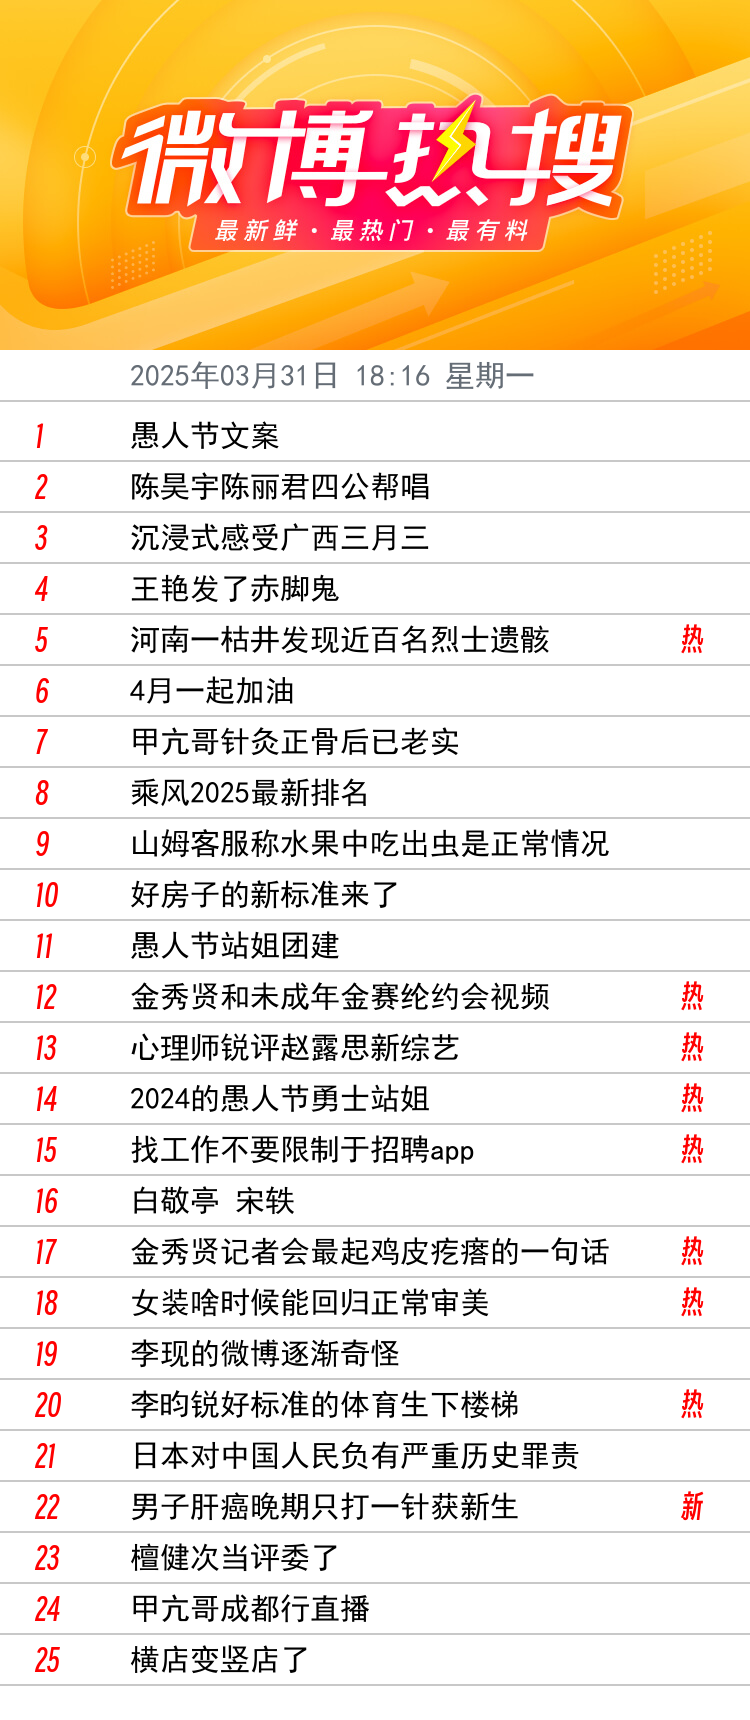 微博热搜
最新鲜·最热门·最有料
2025年03月31日 18:16 星期一
1 愚人节文案
2 陈昊宇陈丽君四公帮唱
3 沉浸式感受广西三月三
4 王艳发了赤脚鬼
5 河南一枯井发现近百名烈士遗骸 热
6 4月一起加油
7 甲亢哥针灸正骨后已老实
8 乘风2025最新排名
9 山姆客服称水果中吃出虫是正常情况
10 好房子的新标准来了
11 愚人节站姐团建
12 金秀贤和未成年金赛纶约会视频 热
13 心理师锐评赵露思新综艺 热
14 2024的愚人节勇士站姐 热
15 找工作不要限制于招聘app 热
16 白敬亭 宋轶
17 金秀贤记者会最起鸡皮疙瘩的一句话 热
18 女装啥时候能回归正常审美 热
19 李现的微博逐渐奇怪
20 李昀锐好标准的体育生下楼梯 热
21 日本对中国人民负有严重历史罪责
22 男子肝癌晚期只打一针获新生 新
23 檀健次当评委了
24 甲亢哥成都行直播
25 横店变竖店了